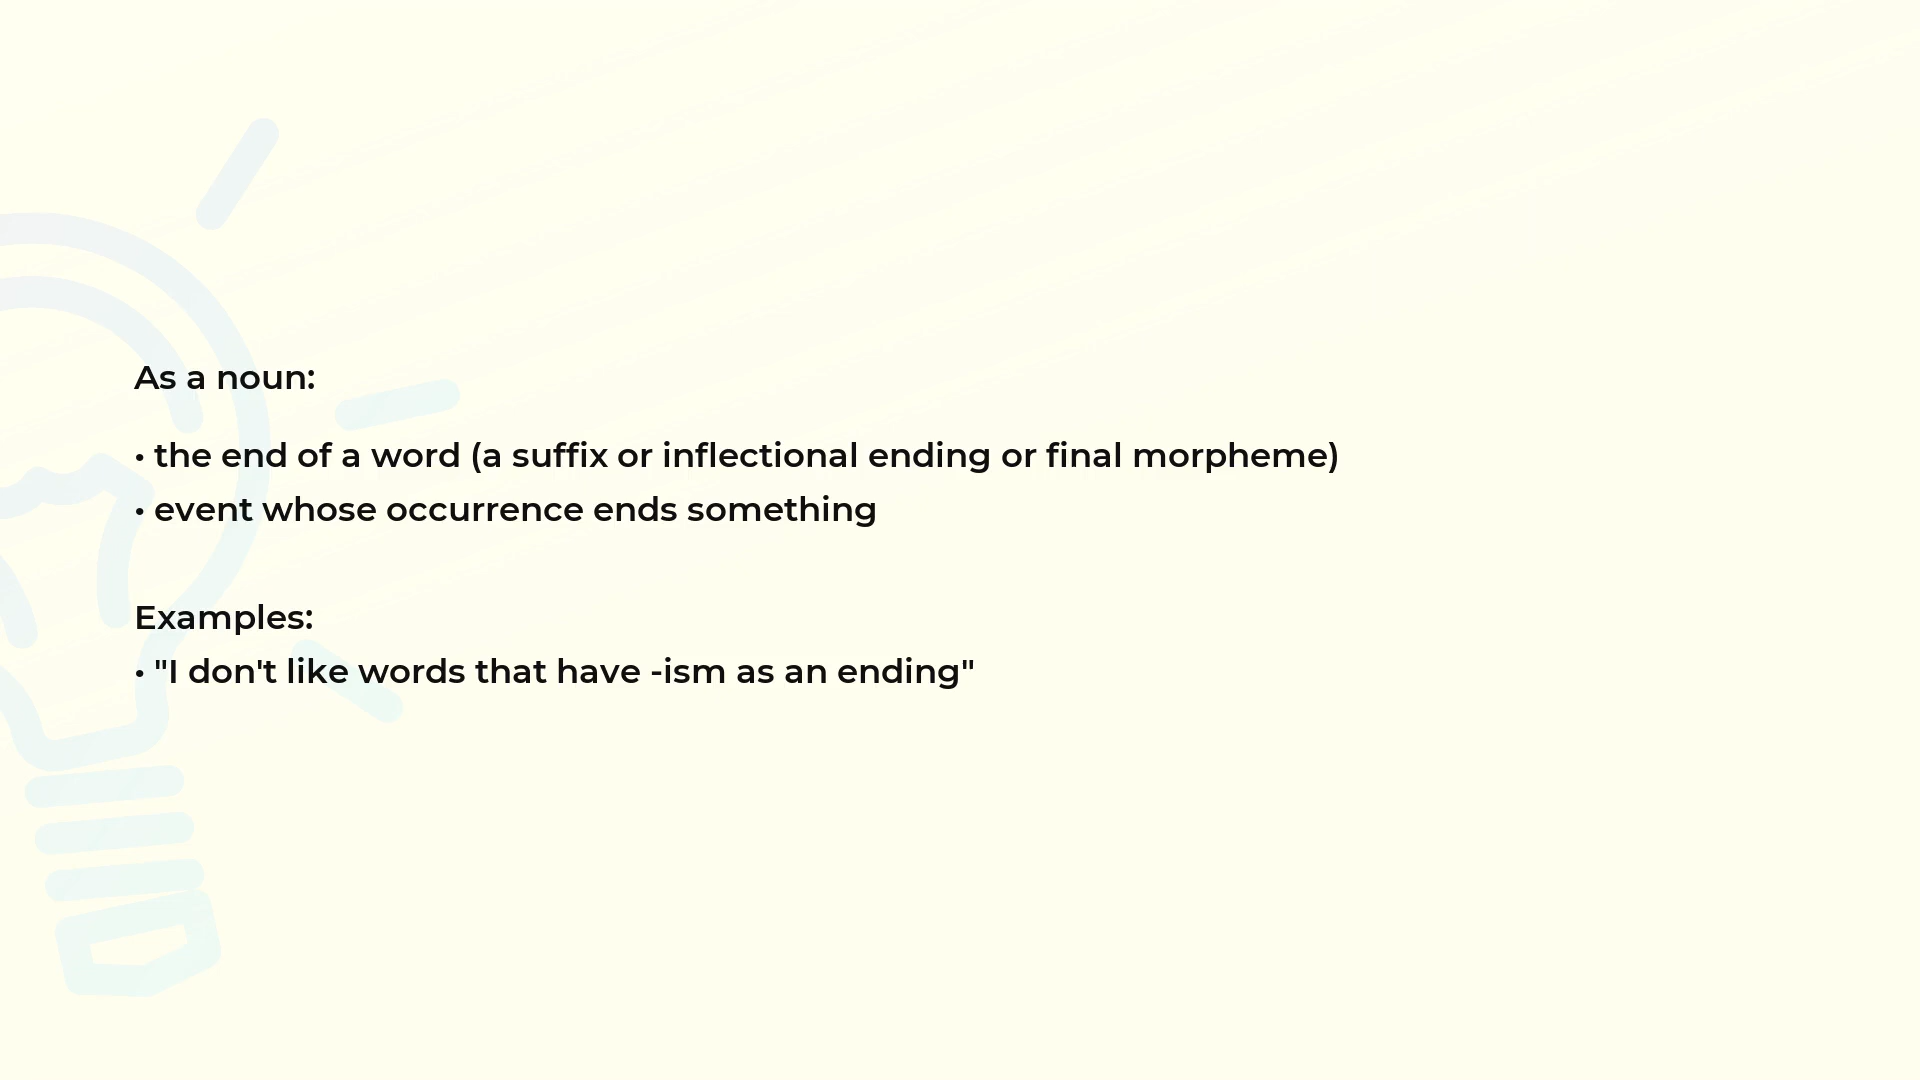 As a noun:
• the end of a word (a suffix or inflectional ending or final morpheme)
• event whose occurrence ends something
Examples:
• "I don't like words that have -ism as an ending"